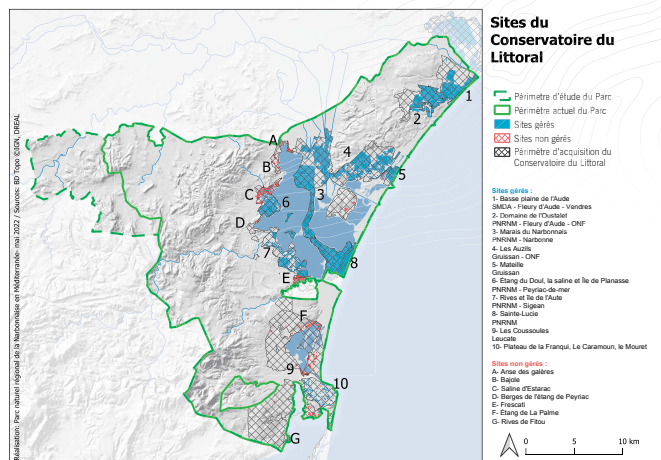 Sites du
Conservatoire du
Littoral
Périmètre d'étude du Parc
Périmètre actuel du Parc
Sites gérés
Sites non gérés
Périmètre d'acquisition du
Conservatoire du Littoral
Sites gérés :
1- Basse plaine de l'Aude
SMDA - Fleury d'Aude - Vendres
2- Domaine de l'Oustalet
PNRNM - Fleury d'Aude - ONF
3- Marais du Narbonnais
PNRNM - Narbonne
4- Les Auzils
Gruissan - ONF
5- Mateille
Gruissan
6- Étang du Doul, la saline et Île de Planasse
PNRNM - Peyriac-de-mer
7- Rives et Île de l'Aute
PNRNM - Sigean
8- Sainte-Lucie
PNRNM
9- Les Coussoules
Leucate
10- Plateau de la Franqui, Le Caramoun, le Mouret
Sites non gérés :
A- Anse des galères
B- Bajole
C- Saline d'Estarac
D- Berges de l'étang de Peyriac
E- Frescati
F- Étang de La Palme
G- Rives de Fitou
0 5 10 km
1
2
A
B
4
C
3
5
6
D
7
8
E
F
9
10
G
Réalisation: Parc naturel régional de la Narbonnaise en Méditerranée- mai 2022 / Sources: BD Topo ©IGN, DREAL